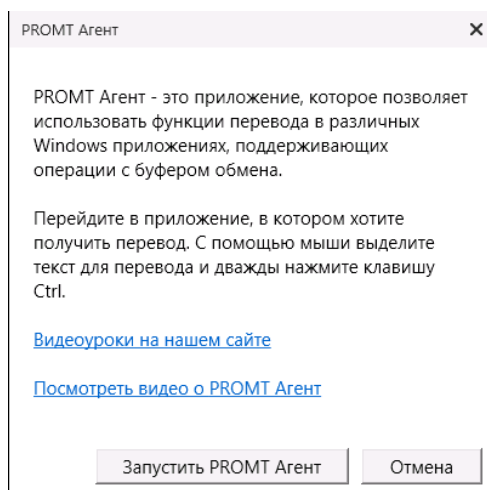 PROMT Агент
PROMT Агент - это приложение, которое позволяет
использовать функции перевода в различных
Windows приложениях, поддерживающих
операции с буфером обмена.
Перейдите в приложение, в котором хотите
получить перевод. С помощью мыши выделите
текст для перевода и дважды нажмите клавишу
Ctrl.
Видеоуроки на нашем сайте
Посмотреть видео о PROMT Агент
Запустить PROMT Агент Отмена